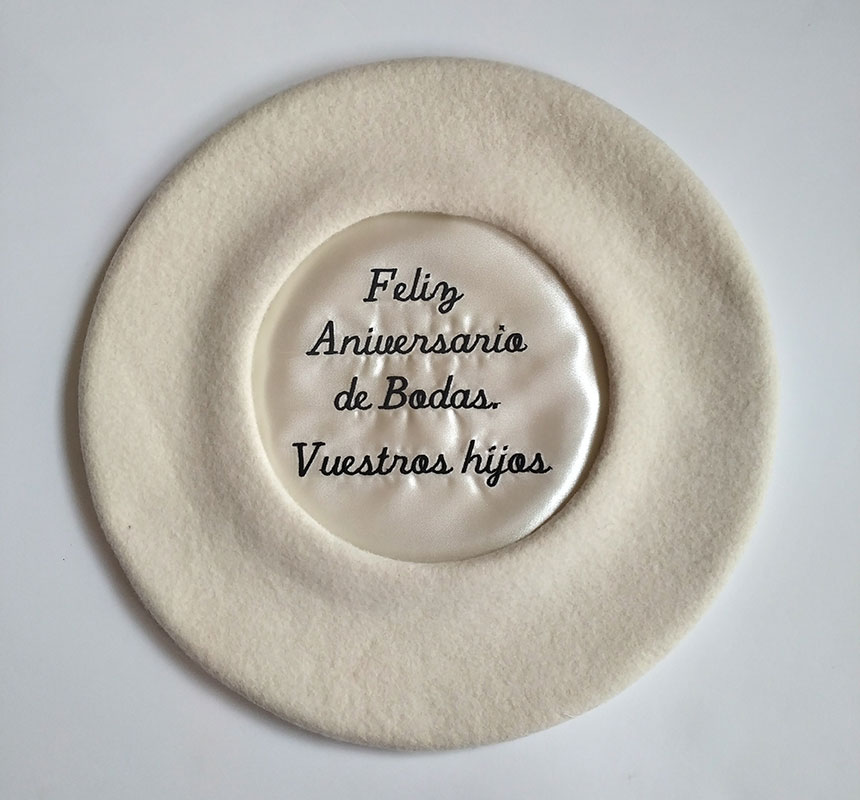 Feliz
Aniversario
de Bodas.
Vuestros hijos